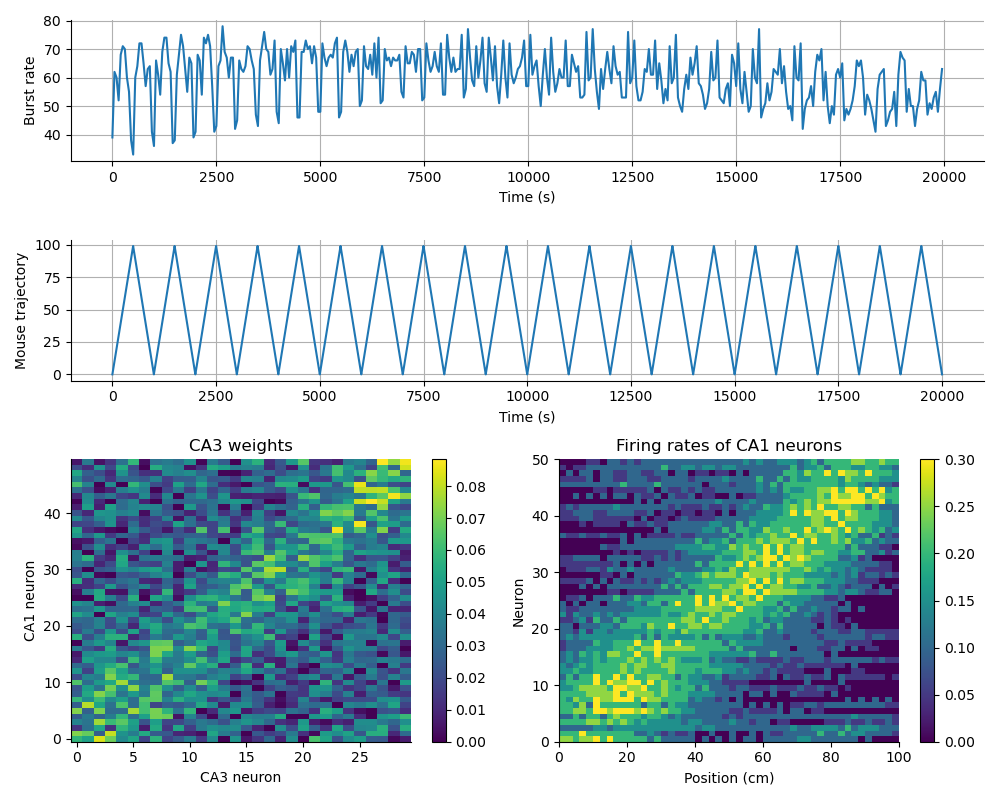 80
70
60
50
40
Burst rate
0 2500 5000 7500 10000 12500 15000 17500 20000
Time (s)
100
75
50
25
0
Mouse trajectory
0 2500 5000 7500 10000 12500 15000 17500 20000
Time (s)
CA3 weights
40
30
20
10
0
CA1 neuron
0 5 10 15 20 25
CA3 neuron
0.08
0.07
0.06
0.05
0.04
0.03
0.02
0.01
0.00
Firing rates of CA1 neurons
50
40
30
20
10
0
Neuron
0 20 40 60 80 100
Position (cm)
0.30
0.25
0.20
0.15
0.10
0.05
0.00